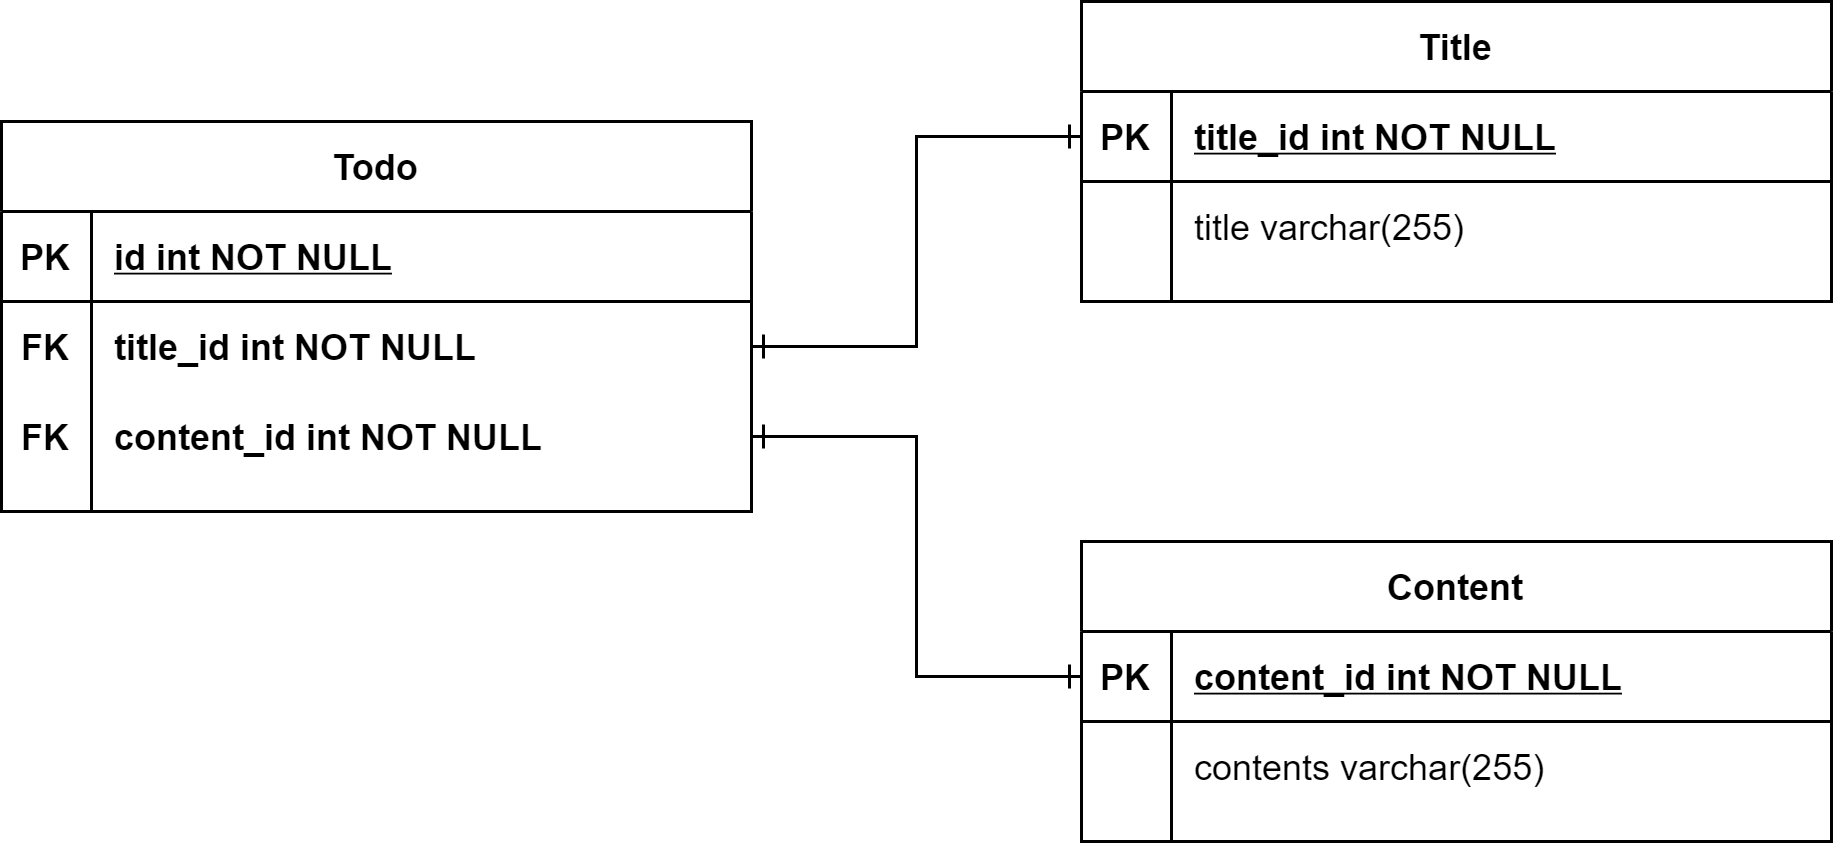 Todo
PK id int NOT NULL
FK title_id int NOT NULL
FK content_id int NOT NULL
Title
PK title_id int NOT NULL
title varchar(255)
Content
PK content_id int NOT NULL
contents varchar(255)